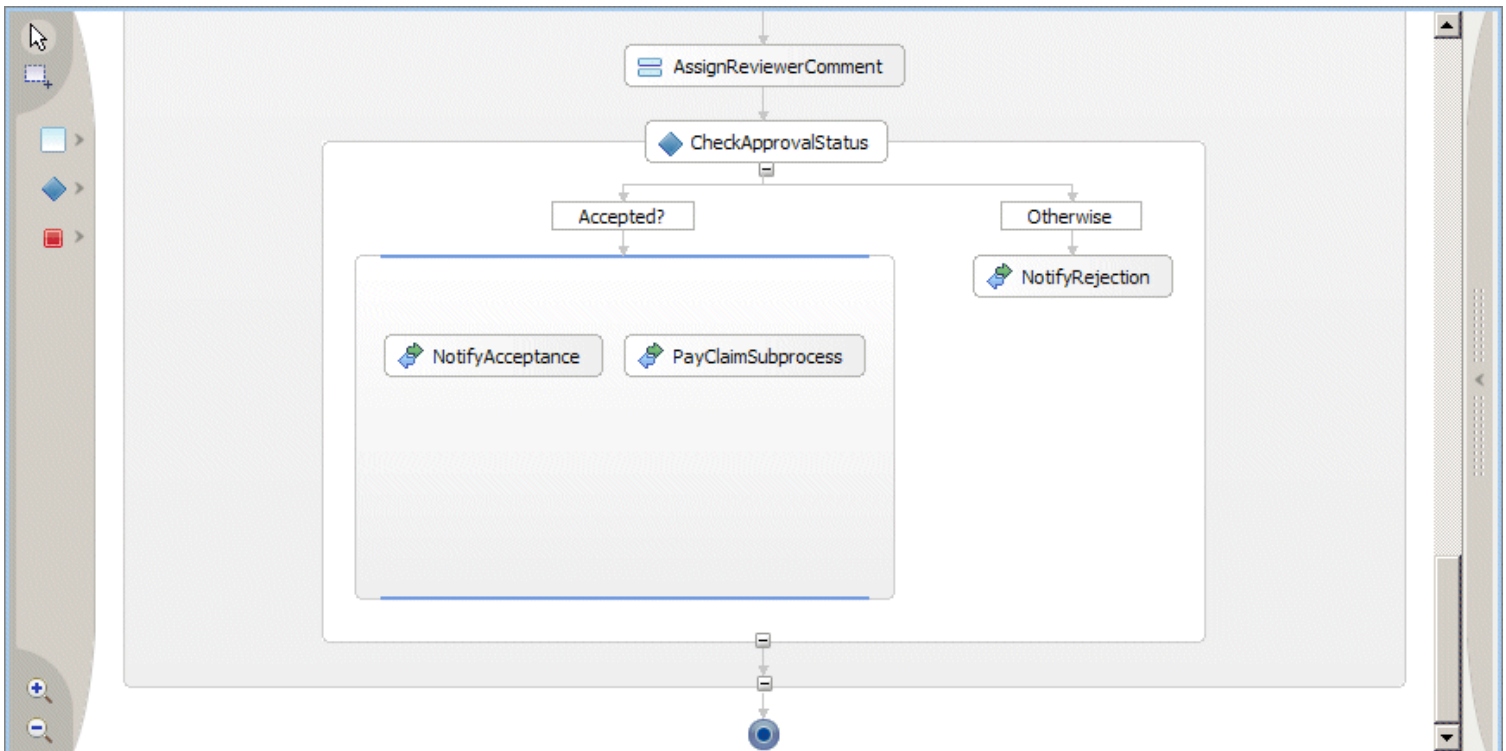 AssignReviewerComment
CheckApprovalStatus
Accepted?
Otherwise
NotifyRejection
NotifyAcceptance
PayClaimSubprocess